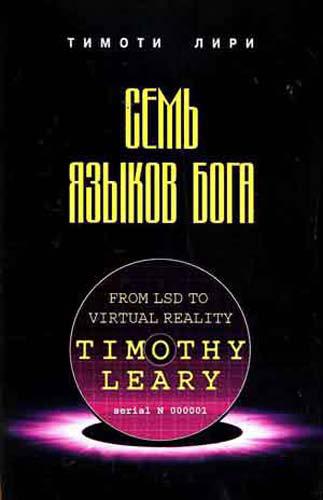 ТИМОТИ ЛИРИ
СЕМЬ
ЯЗЫКОВ БОГА
FROM LSD TO
VIRTUAL REALITY
TIMOTHY
LEARY
serial N 000001